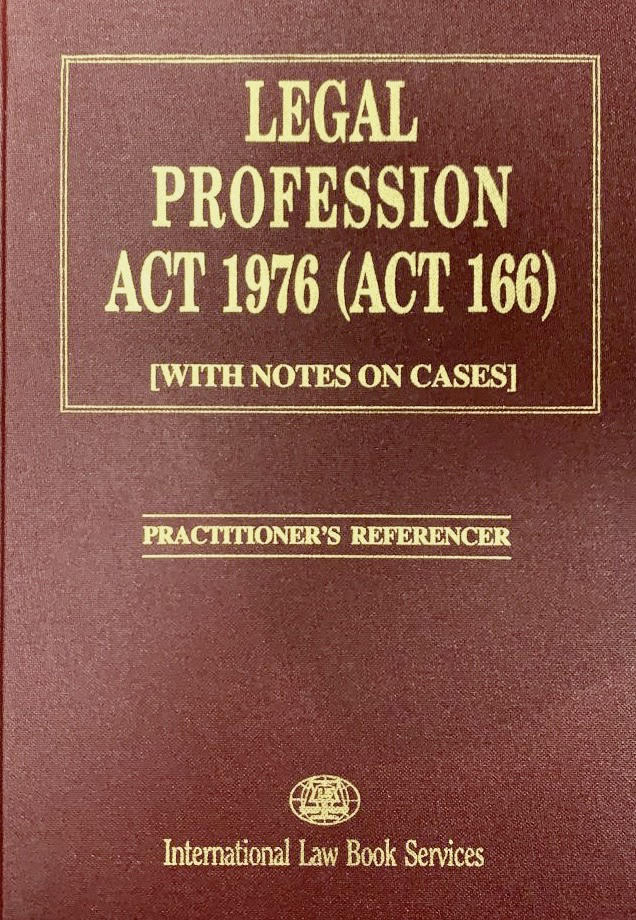 LEGAL
PROFESSION
ACT 1976 (ACT 166)
[WITH NOTES ON CASES]
PRACTITIONER'S REFERENCER
International Law Book Services